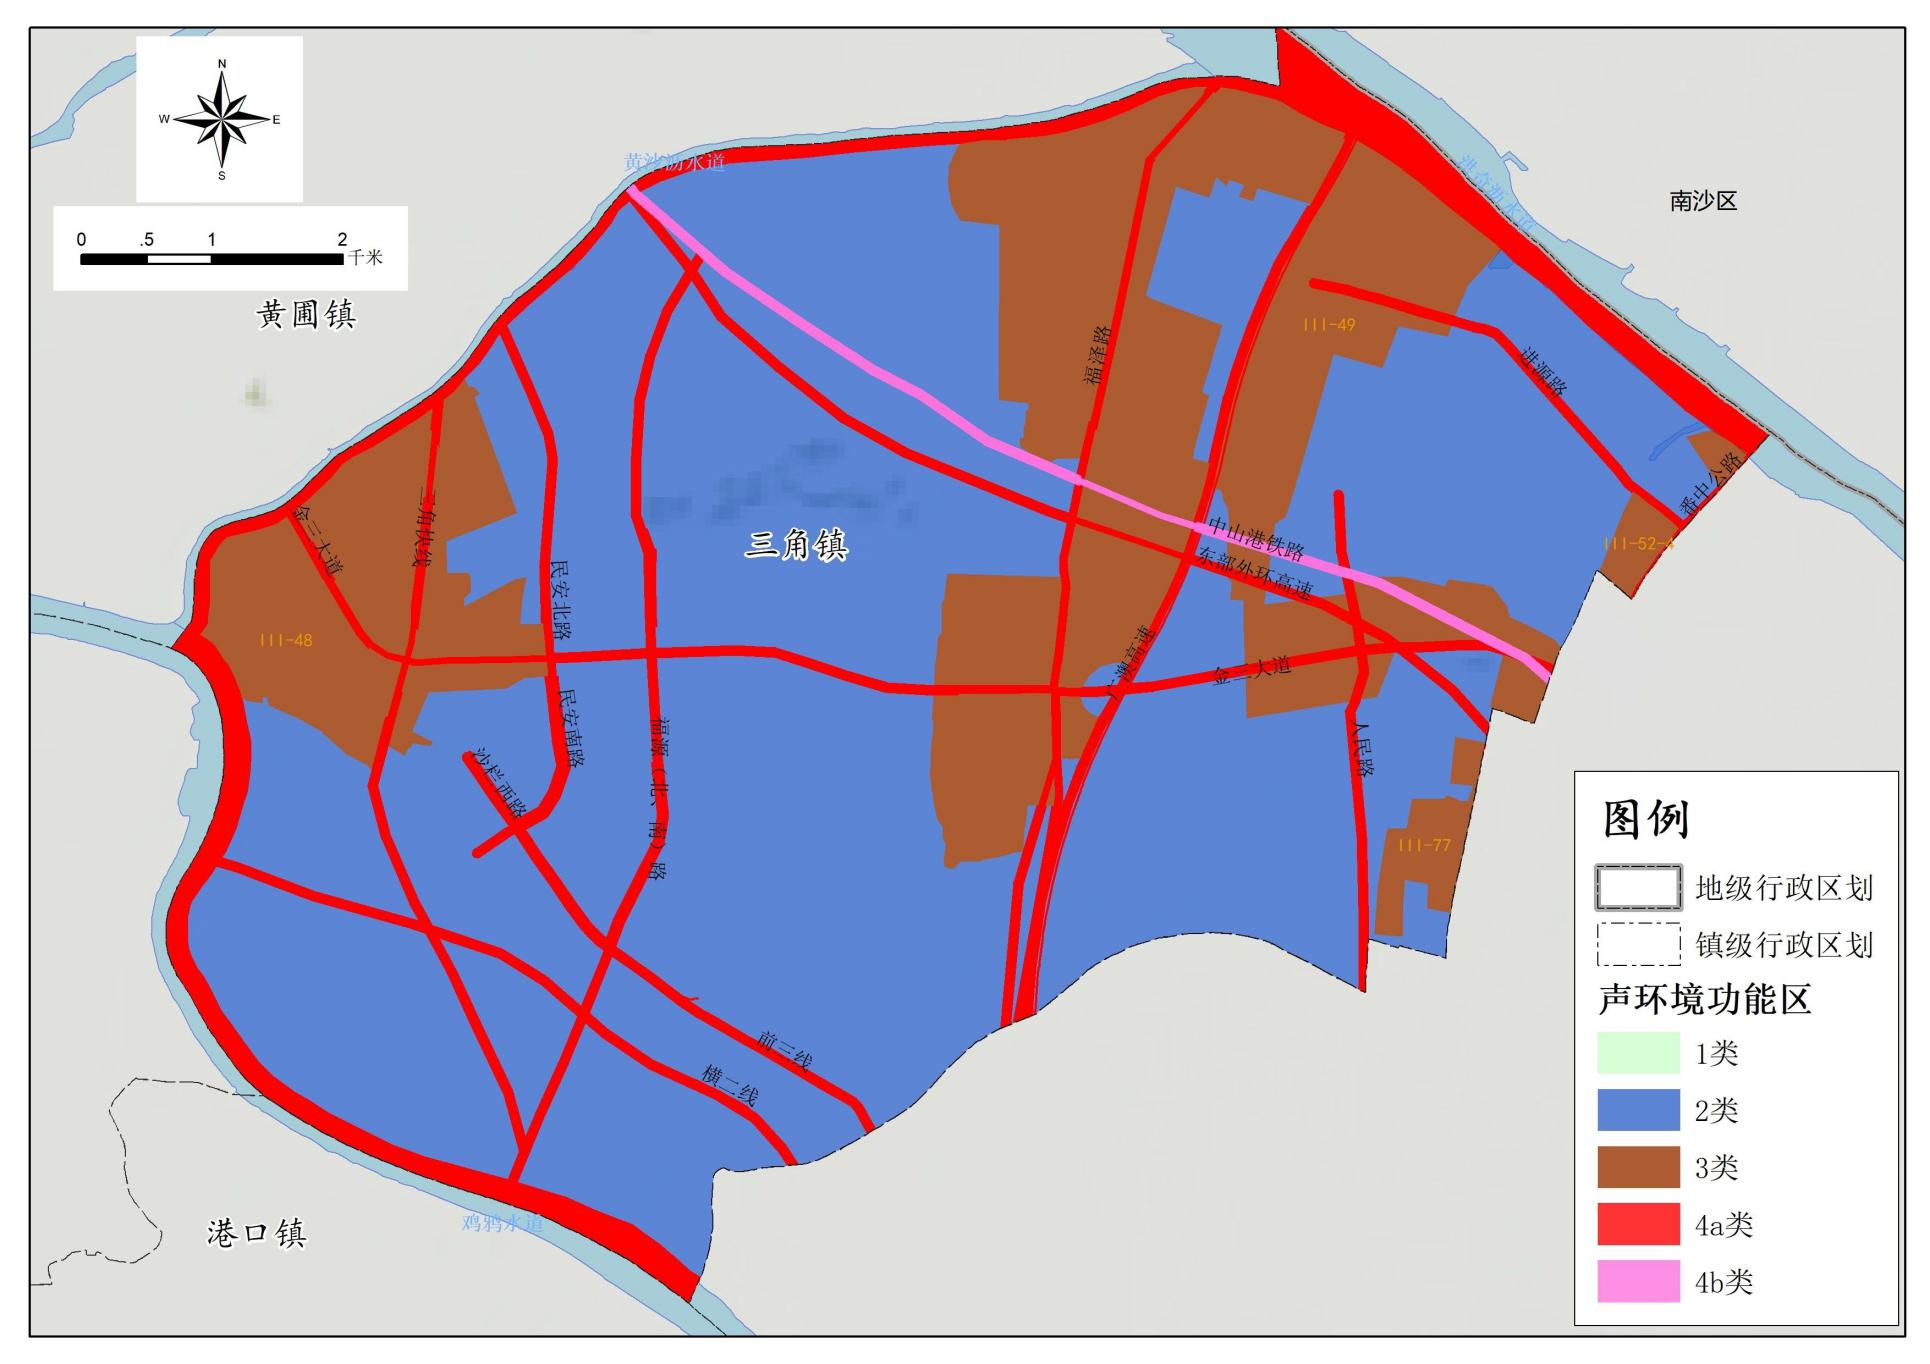 N
W
E
S
0
.5
1
2
千米
黄圃镇
黄沙沥水道
洪奇沥水道
南沙区
III-49
福泽路
进源路
番中公路
III-52-4
三角镇
中山港铁路
东部外环高速
金三大道
三角快线
民安北路
III-48
广澳高速
金三大道
民安南路
福源（北、南）路
沙栏西路
人民路
III-77
前三线
横二线
鸡鸦水道
港口镇
图例
地级行政区划
镇级行政区划
声环境功能区
1类
2类
3类
4a类
4b类